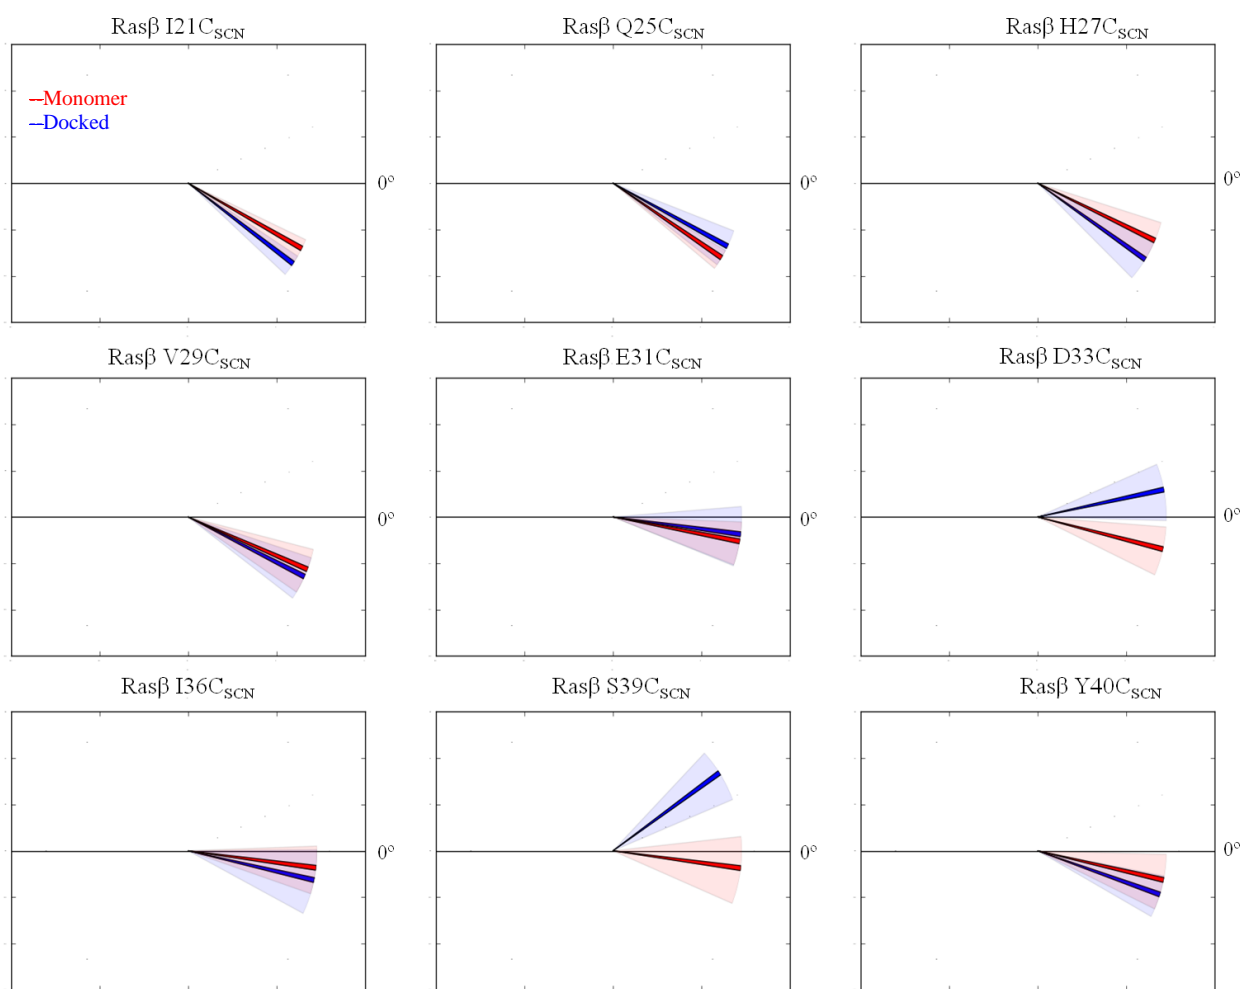 Rasβ I21C_SCN
Rasβ Q25C_SCN
Rasβ H27C_SCN
--Monomer
--Docked
0°
0°
0°
Rasβ V29C_SCN
Rasβ E31C_SCN
Rasβ D33C_SCN
0°
0°
0°
Rasβ I36C_SCN
Rasβ S39C_SCN
Rasβ Y40C_SCN
0°
0°
0°